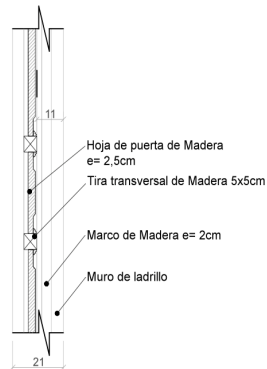 11
Hoja de puerta de Madera
e= 2,5cm
Tira transversal de Madera 5x5cm
Marco de Madera e= 2cm
Muro de ladrillo
21